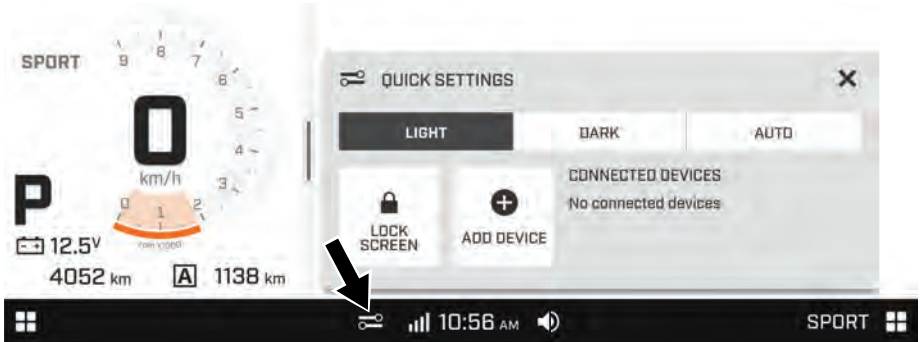 SPORT
9
8
7
6
5
4
3
0
km/h
P
0
1
2
12.5V
4052 km
A
1138 km
QUICK SETTINGS
LIGHT
DARK
AUTO
LOCK
SCREEN
ADD DEVICE
CONNECTED DEVICES
No connected devices
10:56 AM
SPORT